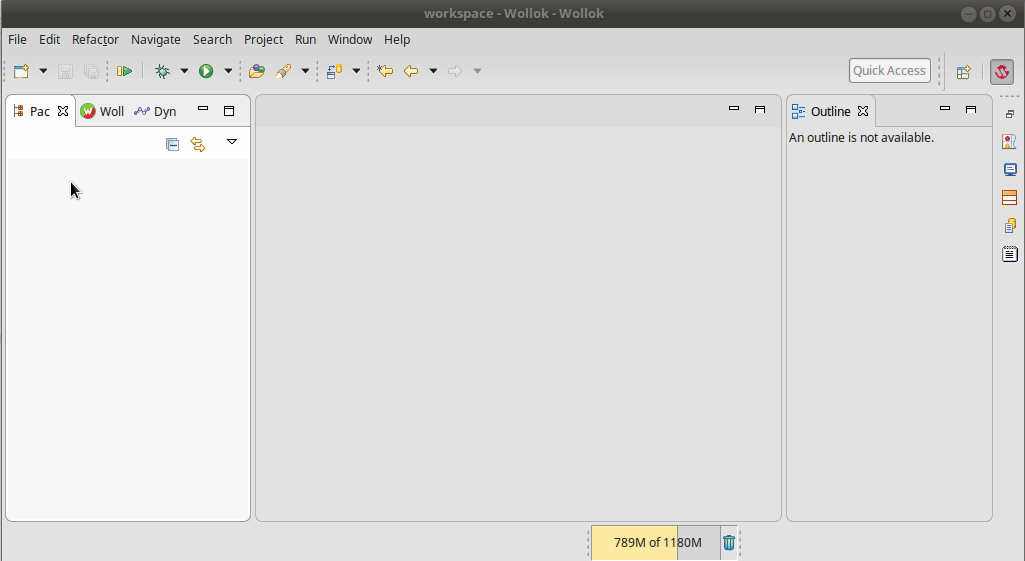 workspace - Wollok - Wollok
File Edit Refactor Navigate Search Project Run Window Help
Quick Access
Pac Woll Dyn Outline
An outline is not available.
789M of 1180M